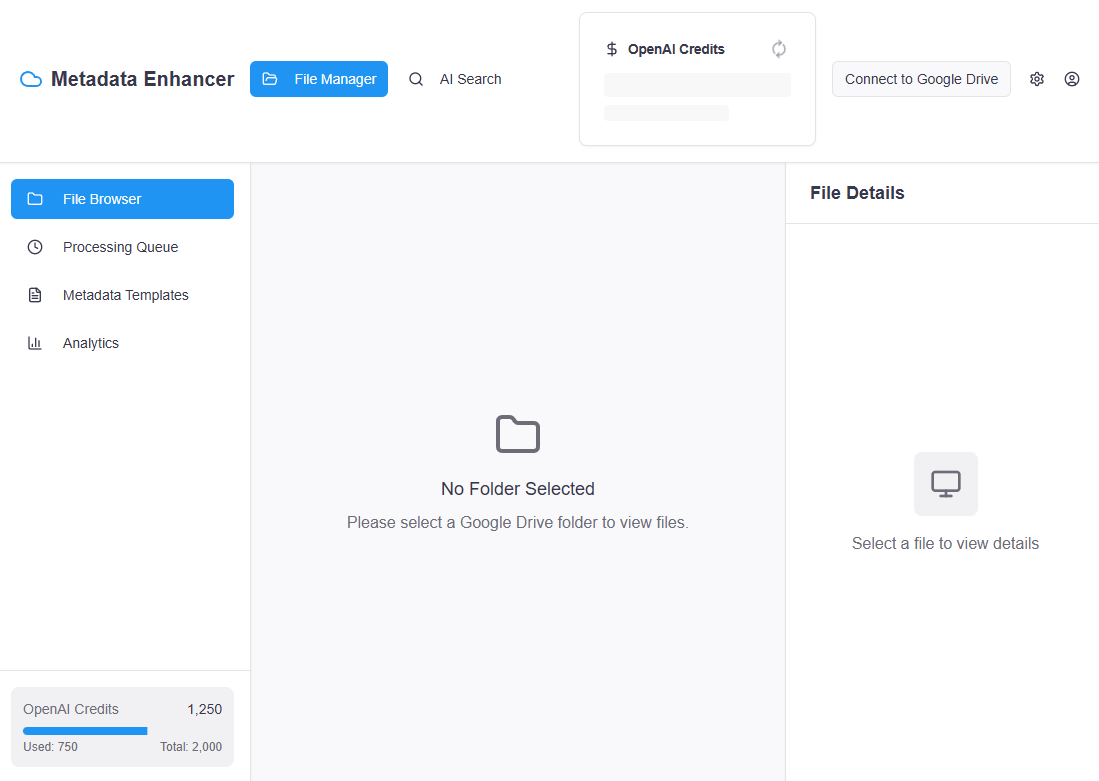 Metadata Enhancer
File Manager
AI Search
OpenAI Credits
Connect to Google Drive
File Browser
Processing Queue
Metadata Templates
Analytics
No Folder Selected
Please select a Google Drive folder to view files.
File Details
Select a file to view details
OpenAI Credits 1,250
Used: 750 Total: 2,000